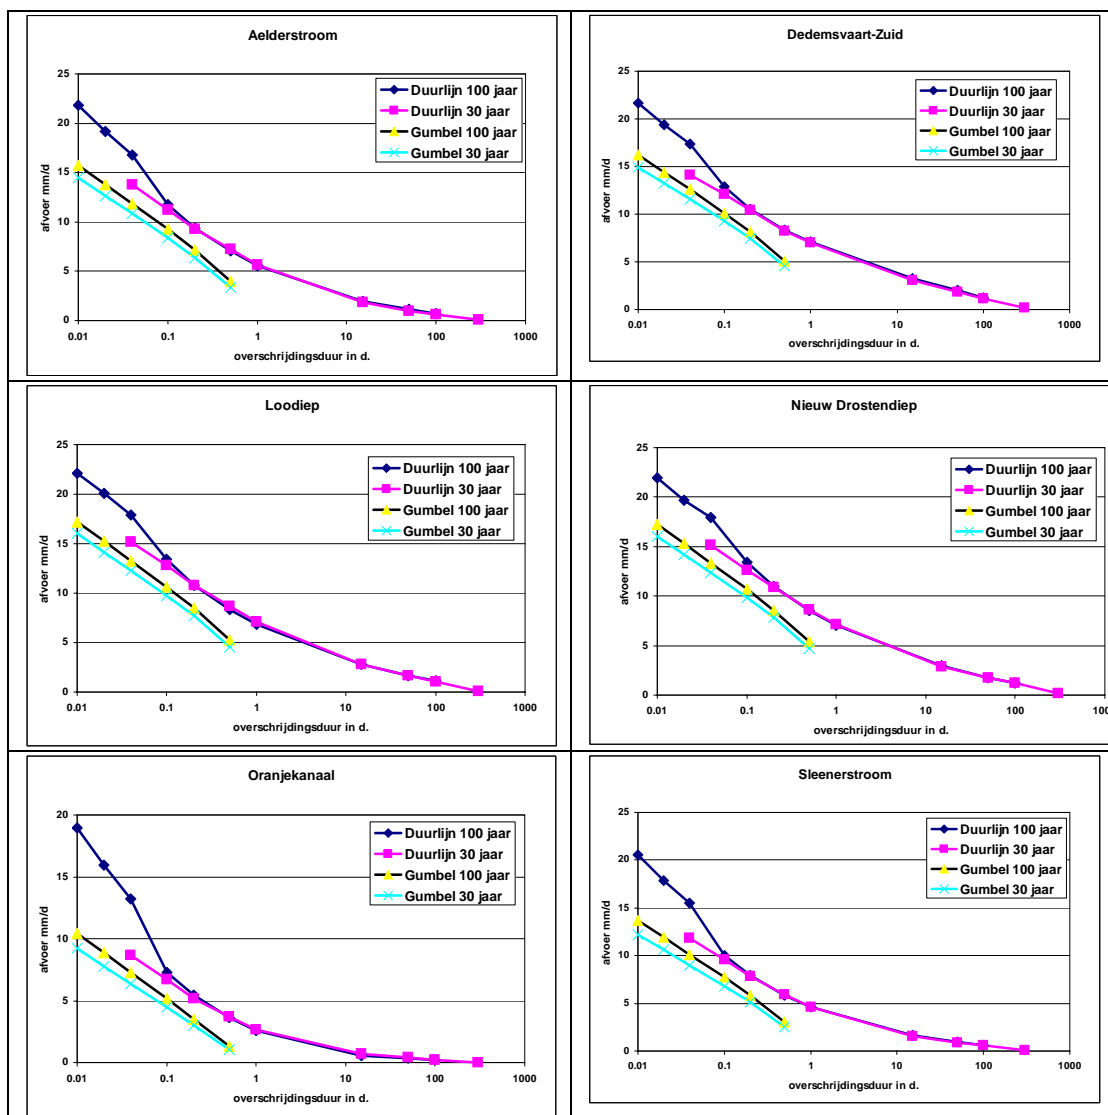 Aelderstroom
25
20
15
10
5
0
afvoer mm/d
0.01 0.1 1 10 100 1000
overschrijdingsduur in d.
Duurlijn 100 jaar
Duurlijn 30 jaar
Gumbel 100 jaar
Gumbel 30 jaar
Dedemsvaart-Zuid
25
20
15
10
5
0
afvoer mm/d
0.01 0.1 1 10 100 1000
overschrijdingsduur in d.
Duurlijn 100 jaar
Duurlijn 30 jaar
Gumbel 100 jaar
Gumbel 30 jaar
Loodiep
25
20
15
10
5
0
afvoer mm/d
0.01 0.1 1 10 100 1000
overschrijdingsduur in d.
Duurlijn 100 jaar
Duurlijn 30 jaar
Gumbel 100 jaar
Gumbel 30 jaar
Nieuw Drostendiep
25
20
15
10
5
0
afvoer mm/d
0.01 0.1 1 10 100 100
overschrijdingsduur in d.
Duurlijn 100 jaar
Duurlijn 30 jaar
Gumbel 100 jaar
Gumbel 30 jaar
Oranjekanaal
20
15
10
5
0
afvoer mm/d
0.01 0.1 1 10 100 1000
overschrijdingsduur in d.
Duurlijn 100 jaar
Duurlijn 30 jaar
Gumbel 100 jaar
Gumbel 30 jaar
Sleenerstroom
25
20
15
10
5
0
afvoer mm/d
0.01 0.1 1 10 100 1000
overschrijdingsduur in d.
Duurlijn 100 jaar
Duurlijn 30 jaar
Gumbel 100 jaar
Gumbel 30 jaar